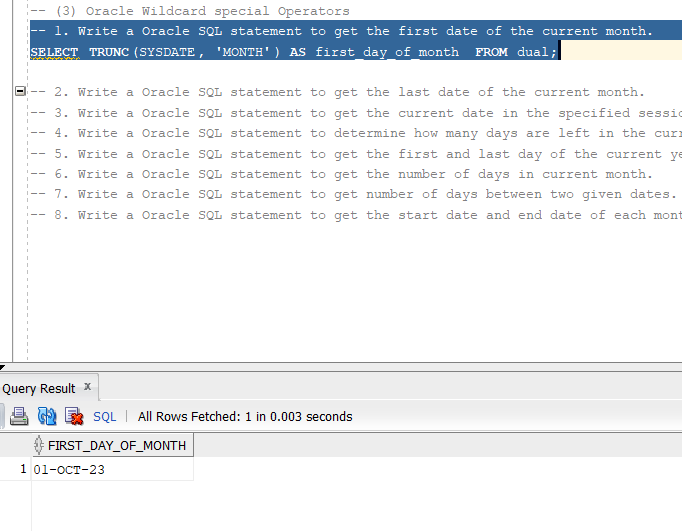 -- (3) Oracle Wildcard special Operators
-- 1. Write a Oracle SQL statement to get the first date of the current month.
SELECT TRUNC(SYSDATE, 'MONTH') AS first_day_of_month FROM dual;
-- 2. Write a Oracle SQL statement to get the last date of the current month.
-- 3. Write a Oracle SQL statement to get the current date in the specified sessio
-- 4. Write a Oracle SQL statement to determine how many days are left in the curr
-- 5. Write a Oracle SQL statement to get the first and last day of the current ye
-- 6. Write a Oracle SQL statement to get the number of days in current month.
-- 7. Write a Oracle SQL statement to get number of days between two given dates.
-- 8. Write a Oracle SQL statement to get the start date and end date of each mont
Query Result x
SQL | All Rows Fetched: 1 in 0.003 seconds
FIRST_DAY_OF_MONTH
1 01-OCT-23